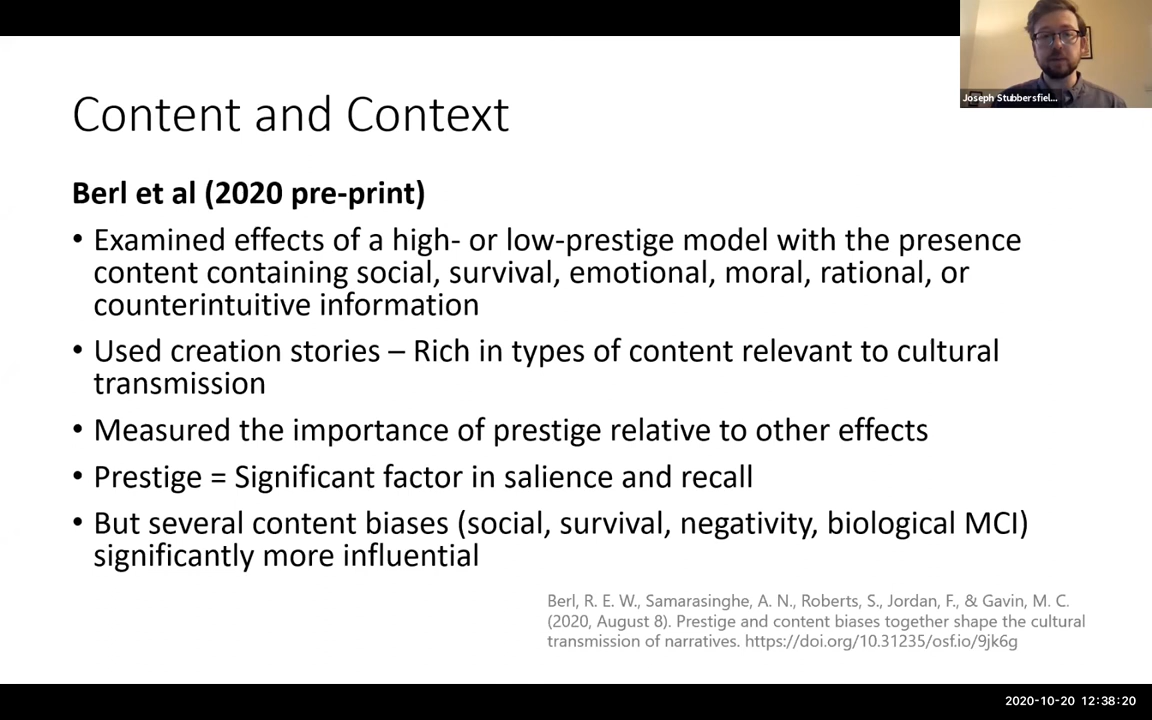 Joseph Stubbersfiel...
Content and Context
Berl et al (2020 pre-print)
• Examined effects of a high- or low-prestige model with the presence
content containing social, survival, emotional, moral, rational, or
counterintuitive information
• Used creation stories – Rich in types of content relevant to cultural
transmission
• Measured the importance of prestige relative to other effects
• Prestige = Significant factor in salience and recall
• But several content biases (social, survival, negativity, biological MCI)
significantly more influential
Berl, R. E. W., Samarasinghe, A. N., Roberts, S., Jordan, F., & Gavin, M. C.
(2020, August 8). Prestige and content biases together shape the cultural
transmission of narratives. https://doi.org/10.31235/osf.io/9jk6g
2020-10-20 12:38:20